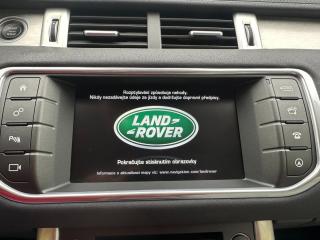 Rozptylování způsobuje nehody.
Nikdy nezadávejte údaje za jízdy a dodržujte dopravní předpisy.
LAND
ROVER
Pokračujte stisknutím obrazovky
Informace o aktualizaci mapy viz: www.navigation.com/landrover